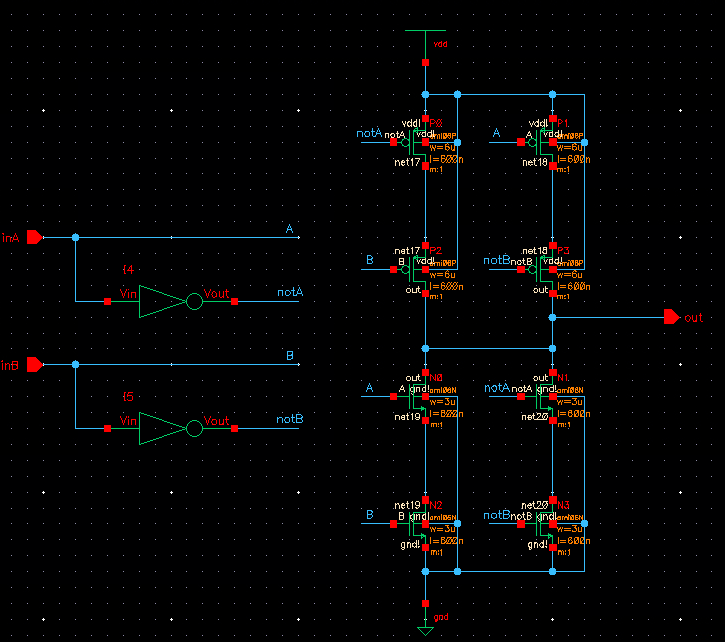 vdd
vdd! P0
notA notA vdd! ami06P
w=6u
l=600n
net17 m:1
vdd! P1
A A vdd! ami06P
w=6u
l=600n
net18 m:1
inA A
I4
Vin Vout notA
net17 P2
B B vdd! ami06P
w=6u
l=600n
out m:1
net18 P3
notB notB vdd! ami06P
w=6u
l=600n
out m:1
out
inB B
I5
Vin Vout notB
out N0
A A gnd! ami06N
w=3u
l=600n
net19 m:1
out N1
notA notA gnd! ami06N
w=3u
l=600n
net20 m:1
net19 N2
B B gnd! ami06N
w=3u
l=600n
gnd! m:1
net20 N3
notB notB gnd! ami06N
w=3u
l=600n
gnd! m:1
gnd